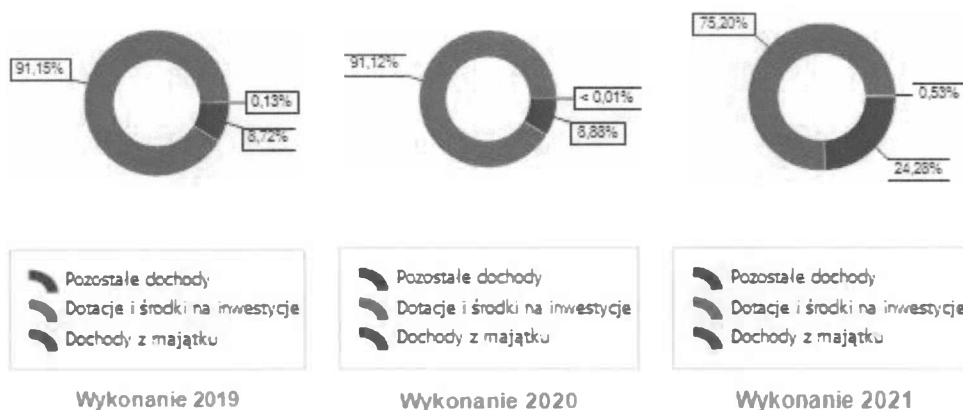 91,15%
0,13%
8,72%
91,12%
< 0,01%
8,88%
75,20%
0,53%
24,28%
Pozostałe dochody
Dotacje i środki na inwestycje
Dochody z majątku
Wykonanie 2019
Pozostałe dochody
Dotacje i środki na inwestycje
Dochody z majątku
Wykonanie 2020
Pozostałe dochody
Dotacje i środki na inwestycje
Dochody z majątku
Wykonanie 2021